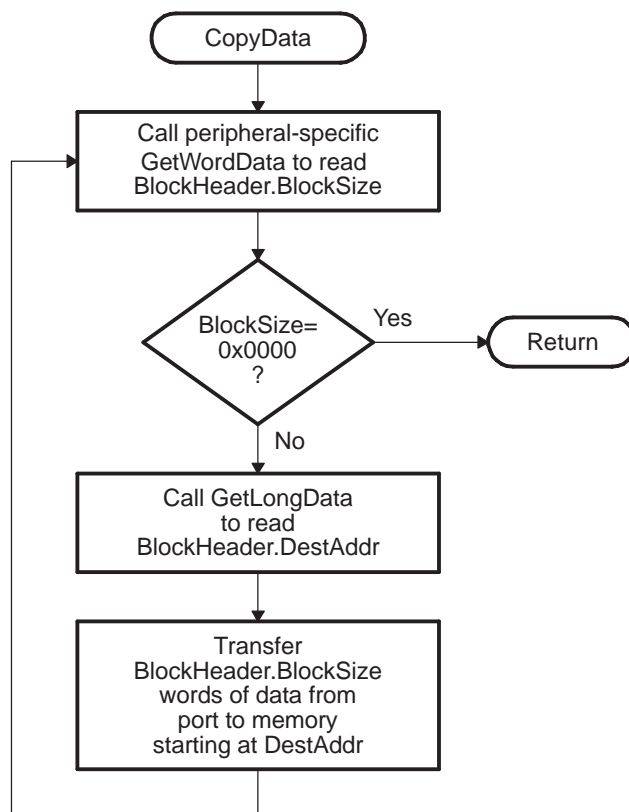 CopyData
Call peripheral-specific
GetWordData to read
BlockHeader.BlockSize
BlockSize=
0x0000
?
Yes
Return
No
Call GetLongData
to read
BlockHeader.DestAddr
Transfer
BlockHeader.BlockSize
words of data from
port to memory
starting at DestAddr